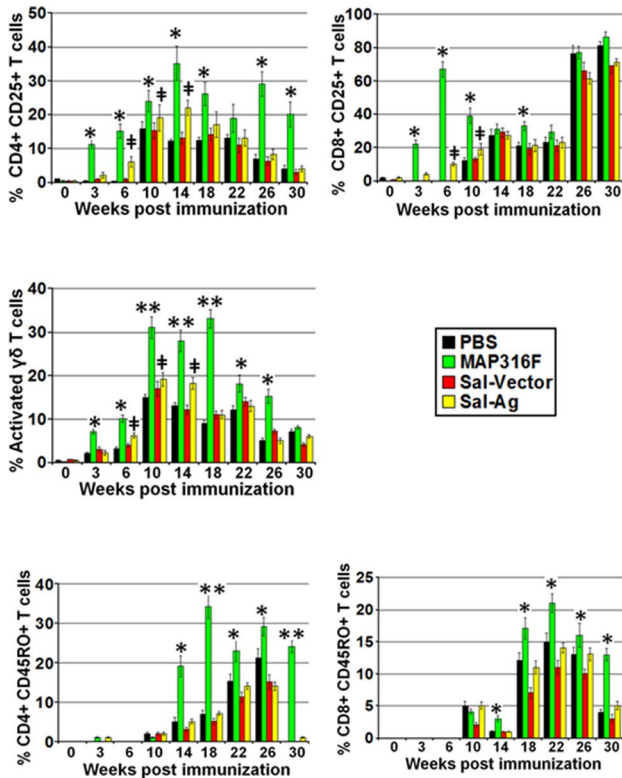 % CD4+ CD25+ T cells
50
40
30
20
10
0
* * * * * * *
ǂ ǂ ǂ
0 3 6 10 14 18 22 26 30
Weeks post immunization
% CD8+ CD25+ T cells
100
80
60
40
20
0
* * * *
ǂ ǂ
0 3 6 10 14 18 22 26 30
Weeks post immunization
% Activated γδ T cells
40
30
20
10
0
* * ** ** ** * *
ǂ ǂ ǂ
0 3 6 10 14 18 22 26 30
Weeks post immunization
PBS
MAP316F
Sal-Vector
Sal-Ag
% CD4+ CD45RO+ T cells
40
30
20
10
0
* ** * * **
0 3 6 10 14 18 22 26 30
Weeks post immunization
% CD8+ CD45RO+ T cells
25
20
15
10
5
0
* * * * *
0 3 6 10 14 18 22 26 30
Weeks post immunization